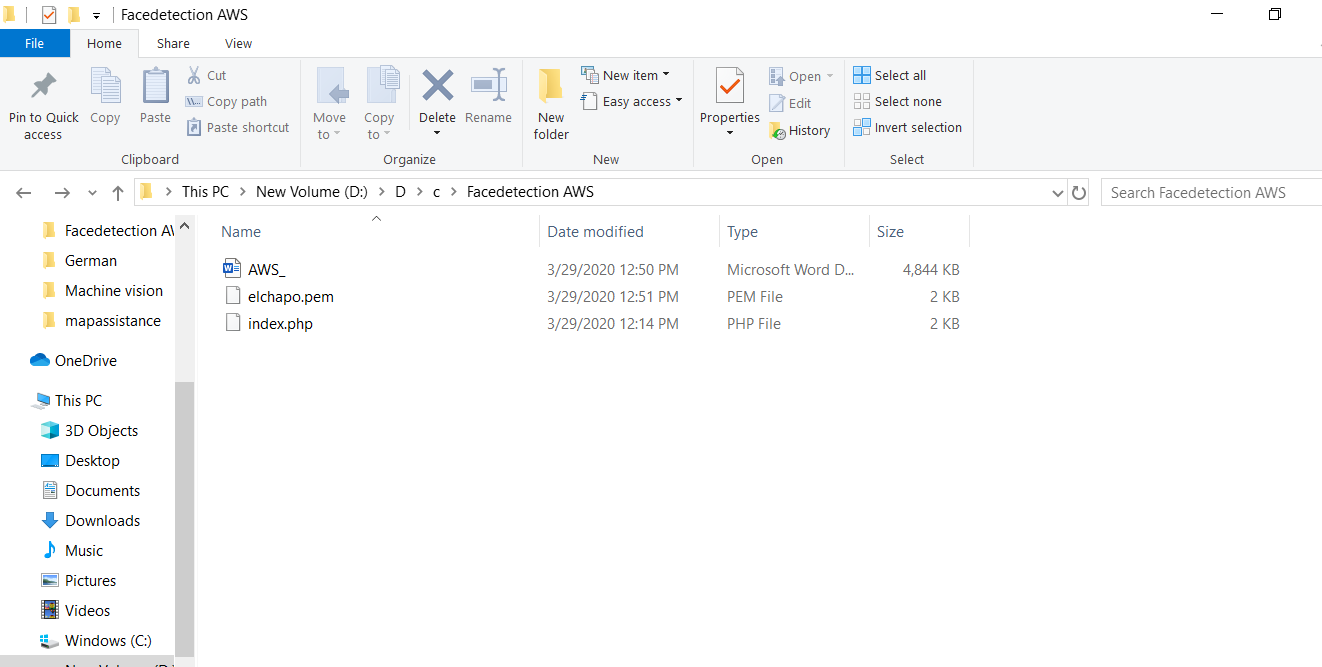 Facedetection AWS
File Home Share View
Pin to Quick access
Copy
Paste
Cut
Copy path
Paste shortcut
Clipboard
Move to
Copy to
Delete
Rename
Organize
New folder
New item
Easy access
New
Properties
Open
Edit
History
Open
Select all
Select none
Invert selection
Select
This PC > New Volume (D:) > D > c > Facedetection AWS
Search Facedetection AWS
Name Date modified Type Size
AWS_ 3/29/2020 12:50 PM Microsoft Word D... 4,844 KB
elchapo.pem 3/29/2020 12:51 PM PEM File 2 KB
index.php 3/29/2020 12:14 PM PHP File 2 KB
Facedetection AW
German
Machine vision
mapassistance
OneDrive
This PC
3D Objects
Desktop
Documents
Downloads
Music
Pictures
Videos
Windows (C:)